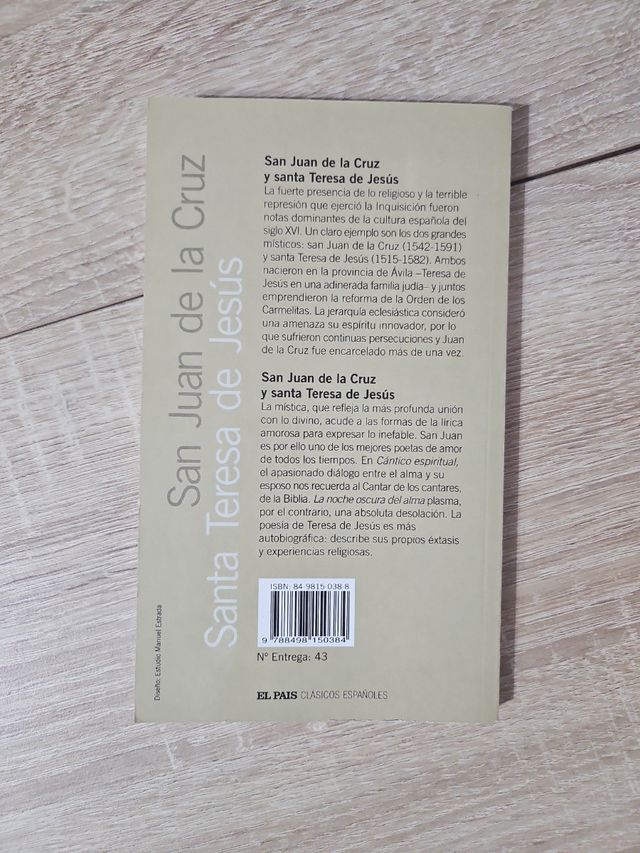 San Juan de la Cruz
Santa Teresa de Jesús
San Juan de la Cruz
y santa Teresa de Jesús
La fuerte presencia de lo religioso y la terrible
represión que ejerció la Inquisición fueron
notas dominantes de la cultura española del
siglo XVI. Un claro ejemplo son los dos grandes
místicos: san Juan de la Cruz (1542-1591)
y santa Teresa de Jesús (1515-1582). Ambos
nacieron en la provincia de Ávila –Teresa de
Jesús en una adinerada familia judía– y juntos
emprendieron la reforma de la Orden de los
Carmelitas. La jerarquía eclesiástica consideró
una amenaza su espíritu innovador, por lo
que sufrieron continuas persecuciones y Juan
de la Cruz fue encarcelado más de una vez.
San Juan de la Cruz
y santa Teresa de Jesús
La mística, que refleja la más profunda unión
con lo divino, acude a las formas de la lírica
amorosa para expresar lo inefable. San Juan
es por ello uno de los mejores poetas de amor
de todos los tiempos. En Cántico espiritual,
el apasionado diálogo entre el alma y su
esposo nos recuerda al Cantar de los cantares,
de la Biblia. La noche oscura del alma plasma,
por el contrario, una absoluta desolación. La
poesía de Teresa de Jesús es más
autobiográfica: describe sus propios éxtasis
y experiencias religiosas.
ISBN: 84-9815-038-8
9 788498 150384
Nº Entrega: 43
EL PAIS CLÁSICOS ESPAÑOLES
Diseño: Estudio Manuel Estrada